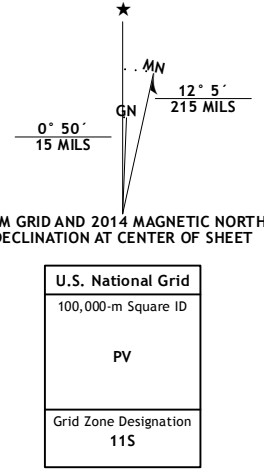 MN
GN
12° 5´
215 MILS
0° 50´
15 MILS
M GRID AND 2014 MAGNETIC NORTH
DECLINATION AT CENTER OF SHEET
U.S. National Grid
100,000-m Square ID
PV
Grid Zone Designation
11S